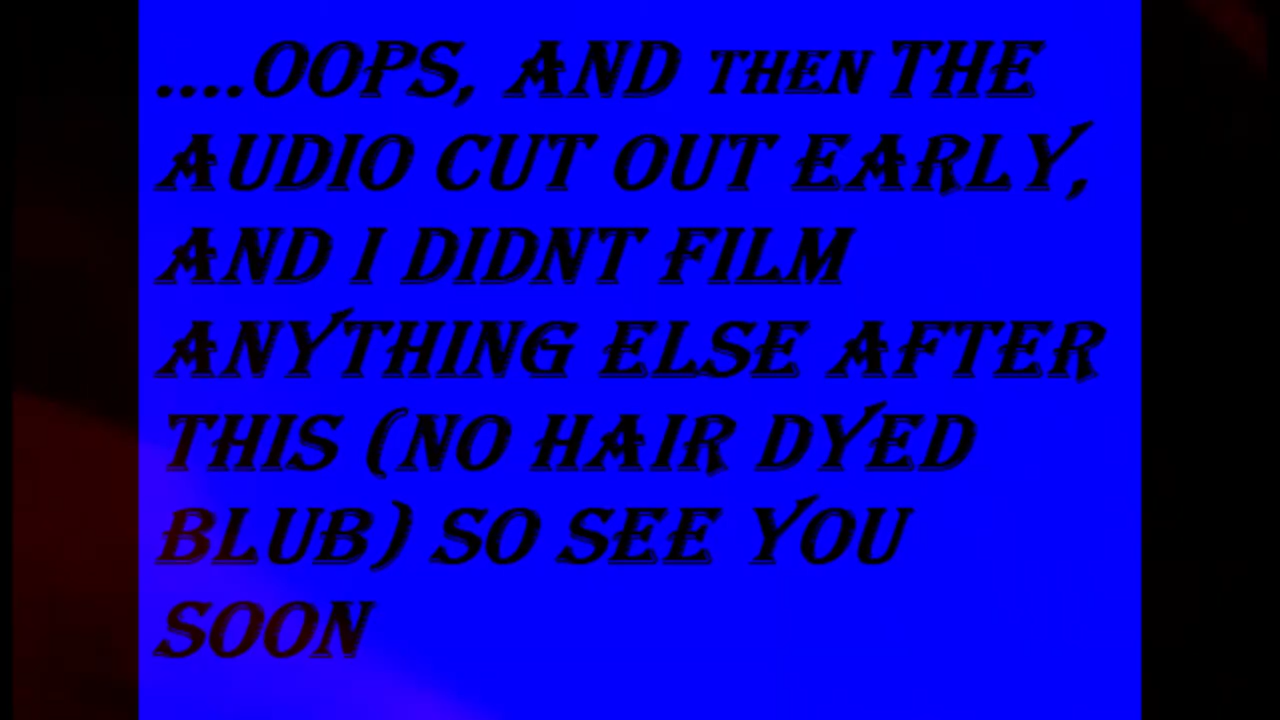 ....OOPS, AND THEN THE
AUDIO CUT OUT EARLY,
AND I DIDNT FILM
ANYTHING ELSE AFTER
THIS (NO HAIR DYED
BLUB) SO SEE YOU
SOON